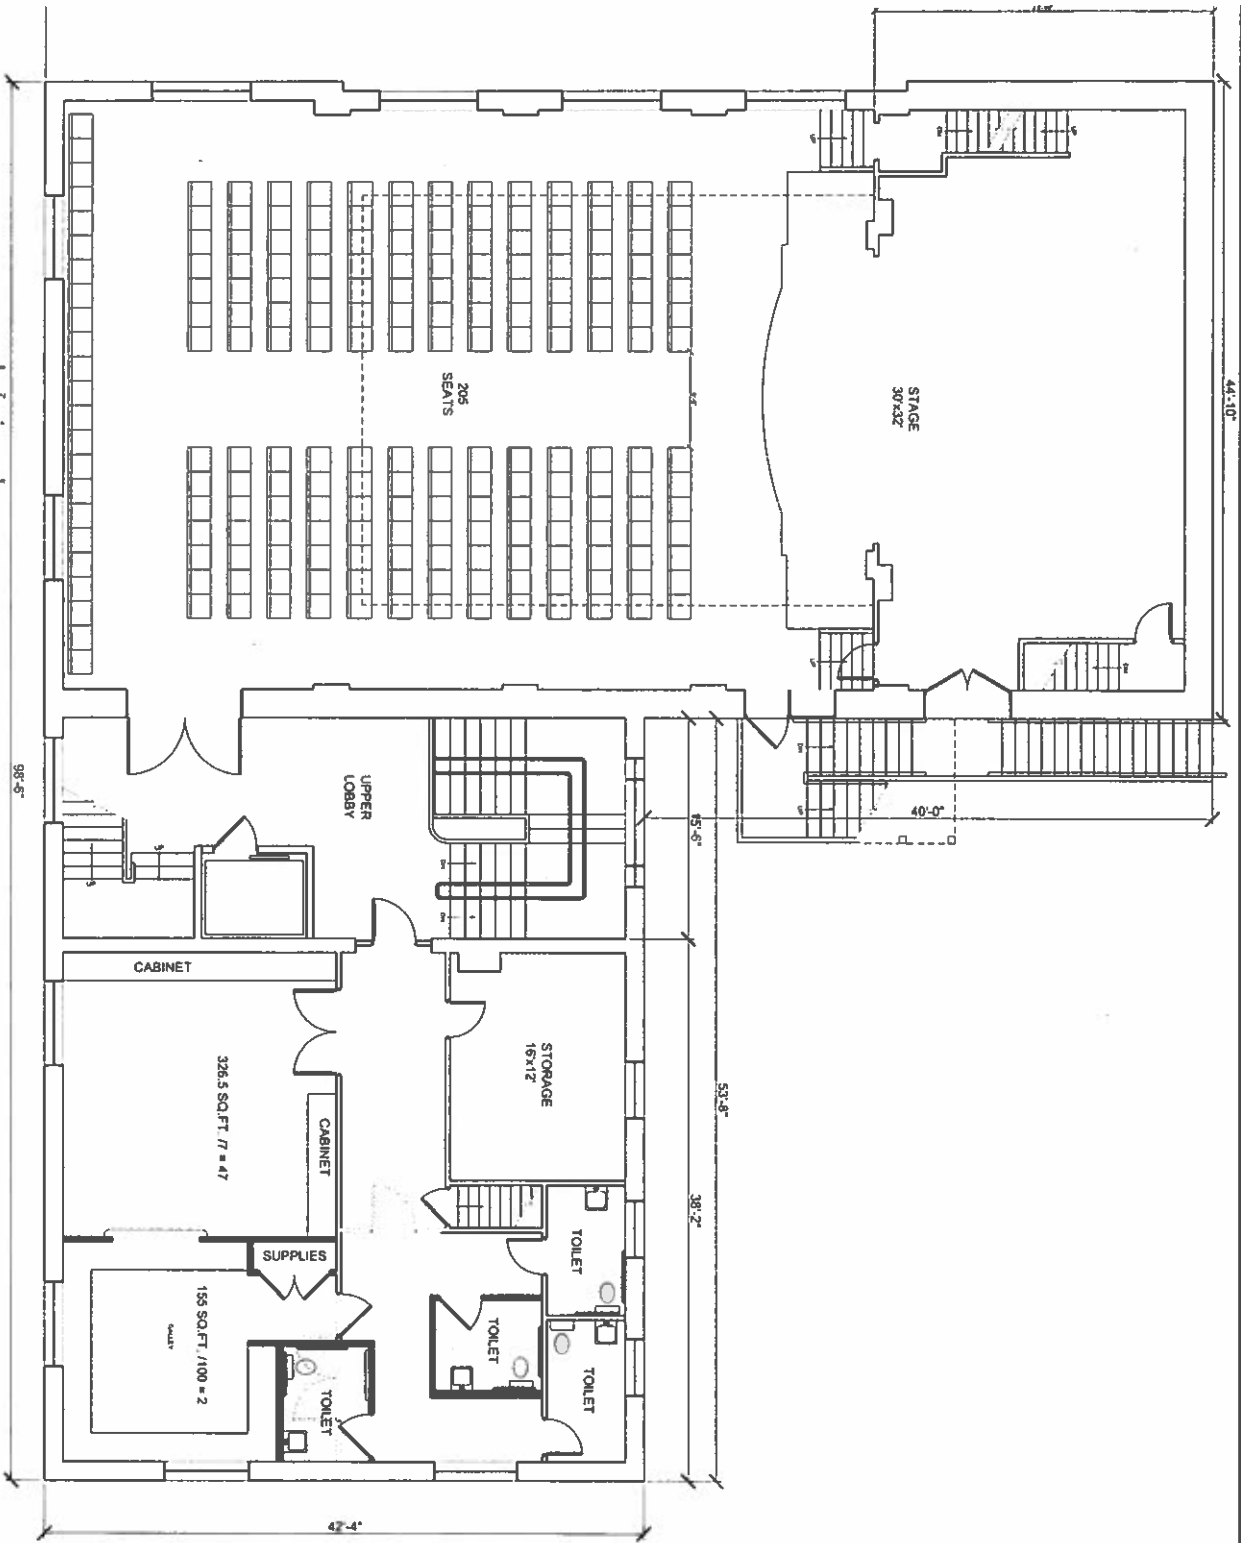 44'-10"
STAGE
30'x32'
205
SEATS
98'-6"
UPPER
LOBBY
15'-6"
40'-0"
53'-8"
CABINET
STORAGE
16'x12'
326.5 SQ.FT. /7 = 47
CABINET
38'-2"
SUPPLIES
TOILET
155 SQ.FT. /100 = 2
GALLEY
TOILET
TOILET
TOILET
42'-4"